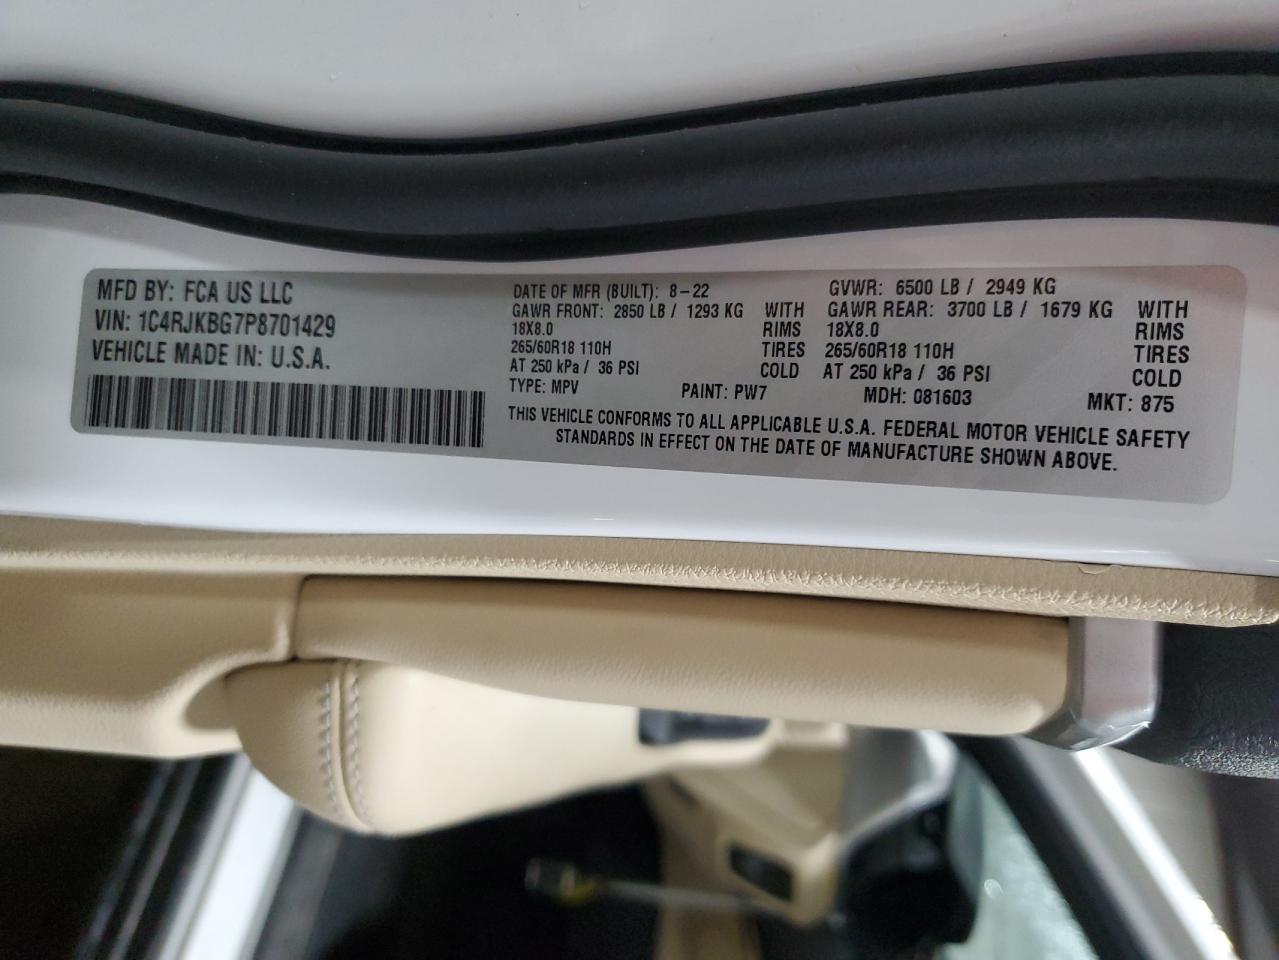 MFD BY: FCA US LLC
VIN: 1C4RJKBG7P8701429
VEHICLE MADE IN: U.S.A.
DATE OF MFR (BUILT): 8-22
GAWR FRONT: 2850 LB / 1293 KG WITH
18X8.0 RIMS
265/60R18 110H TIRES
AT 250 kPa / 36 PSI COLD
GVWR: 6500 LB / 2949 KG
GAWR REAR: 3700 LB / 1679 KG WITH
18X8.0 RIMS
265/60R18 110H TIRES
AT 250 kPa / 36 PSI COLD
TYPE: MPV PAINT: PW7 MDH: 081603 MKT: 875
THIS VEHICLE CONFORMS TO ALL APPLICABLE U.S.A. FEDERAL MOTOR VEHICLE SAFETY
STANDARDS IN EFFECT ON THE DATE OF MANUFACTURE SHOWN ABOVE.